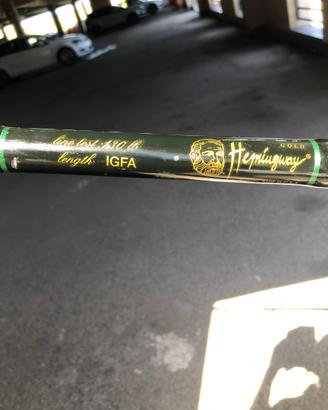 line test 130 lb
length IGFA
GOLD
Hemingway®